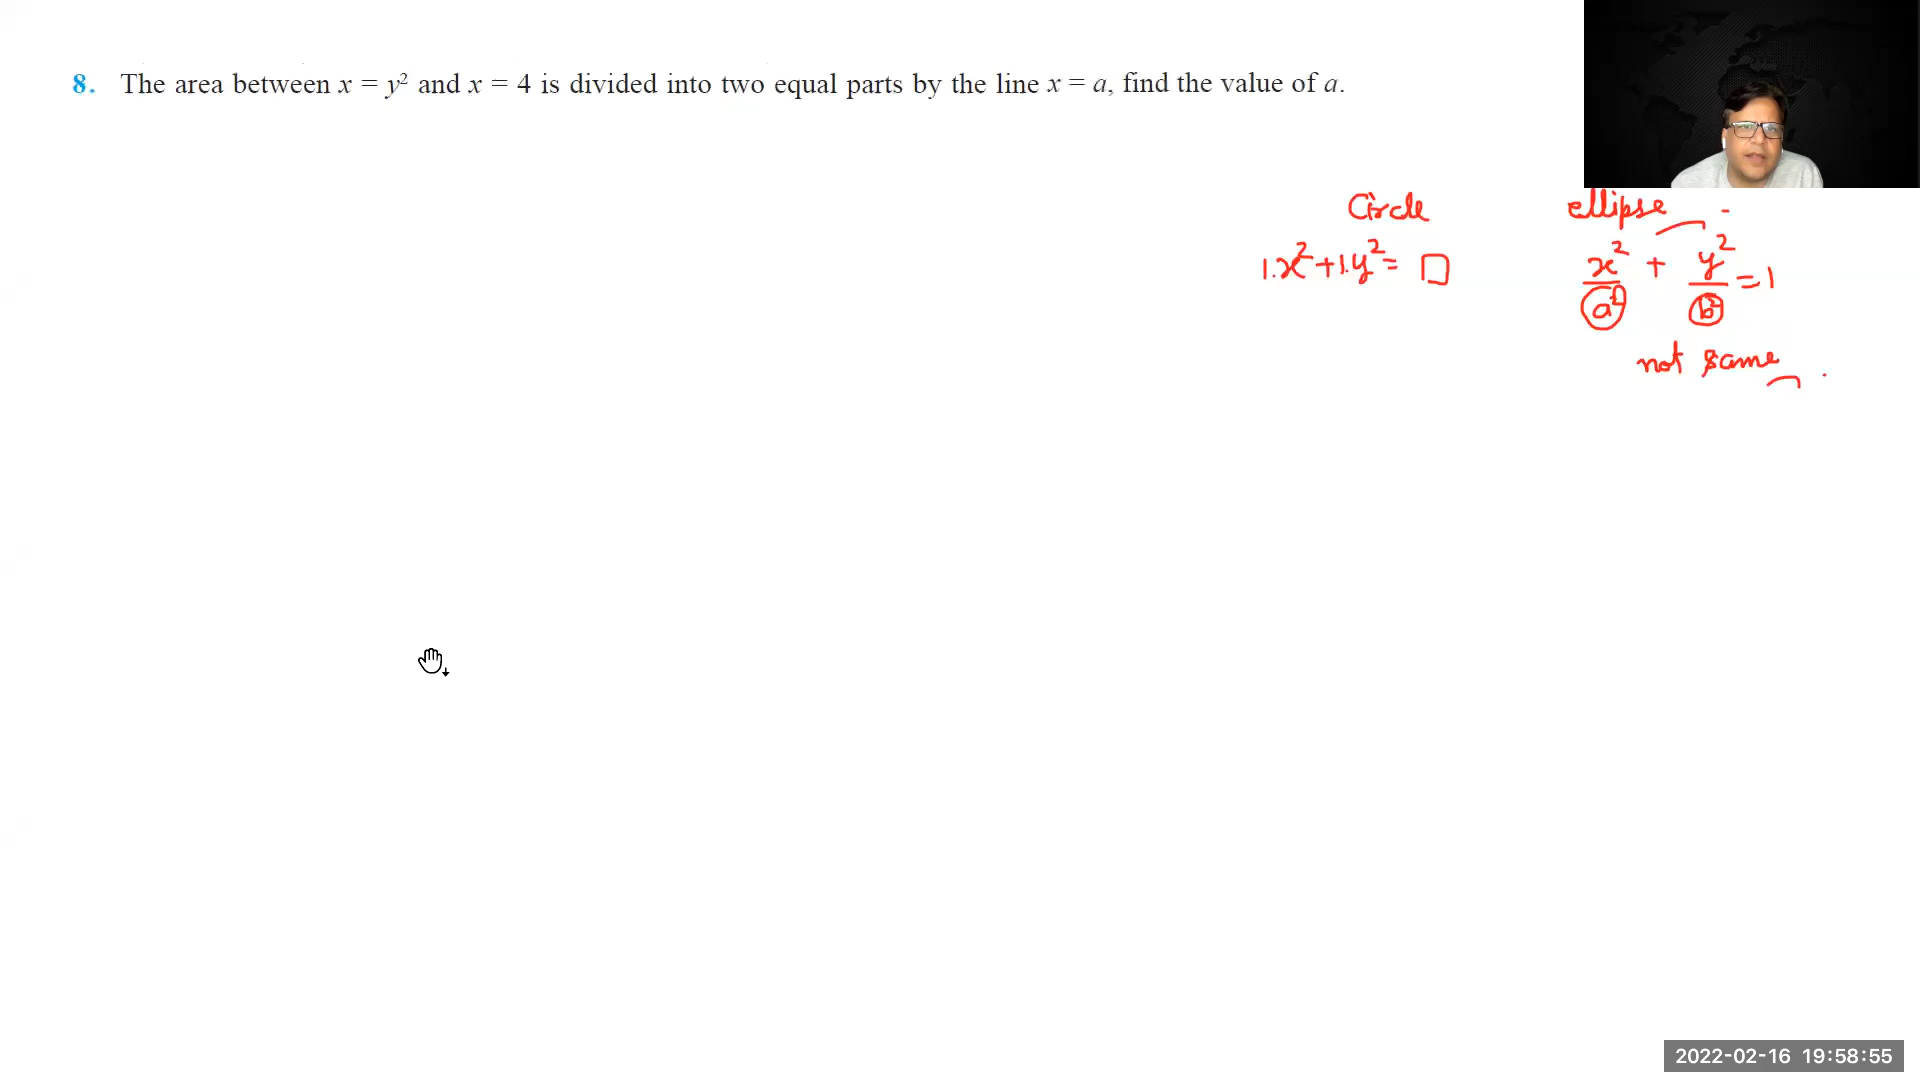 8. The area between x = y² and x = 4 is divided into two equal parts by the line x = a, find the value of a.
Circle
ellipse
1.x² + 1.y² = □
x²/a² + y²/b² = 1
not same
2022-02-16 19:58:55